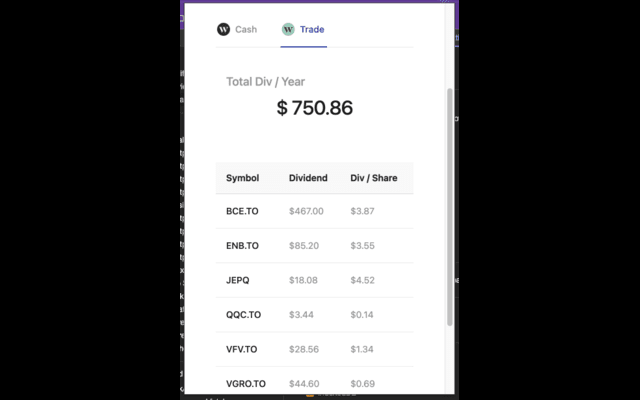 Cash Trade
Total Div / Year
$ 750.86
Symbol Dividend Div / Share
BCE.TO $467.00 $3.87
ENB.TO $85.20 $3.55
JEPQ $18.08 $4.52
QQC.TO $3.44 $0.14
VFV.TO $28.56 $1.34
VGRO.TO $44.60 $0.69